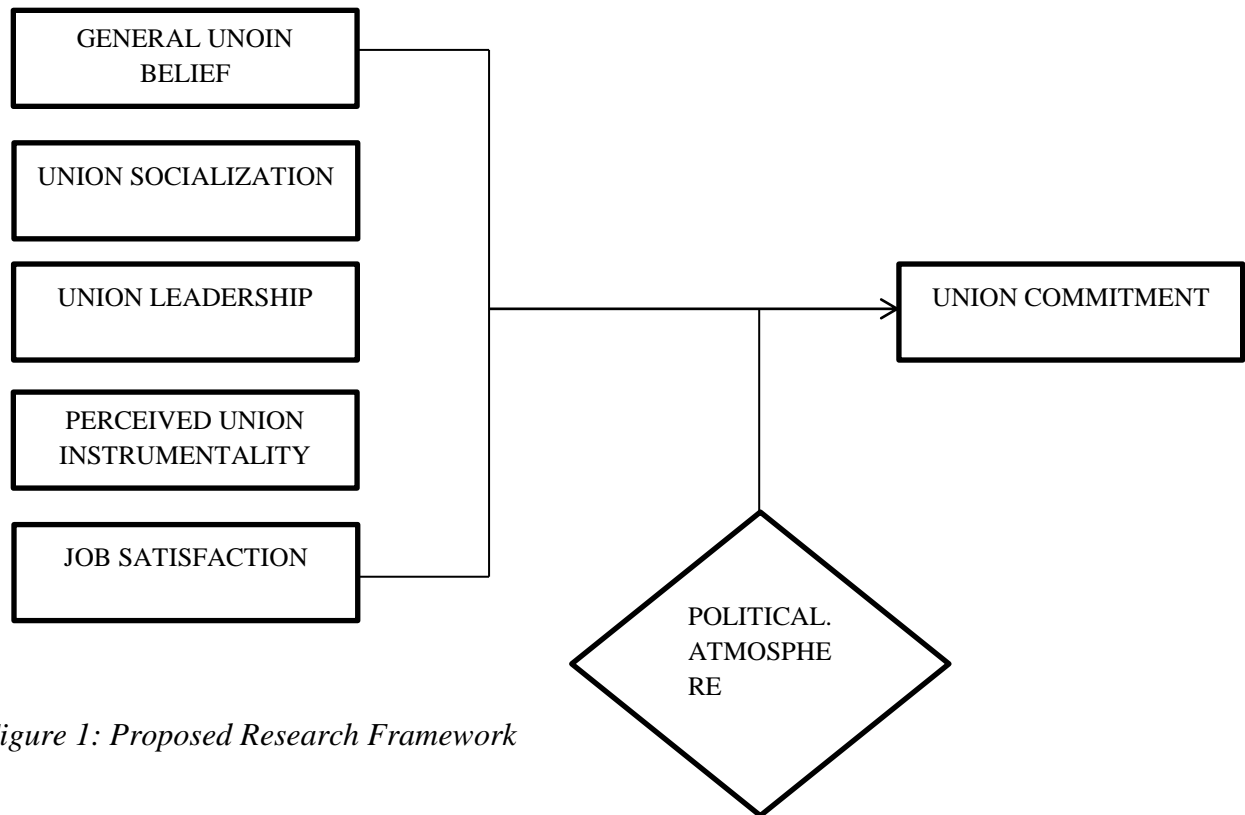 GENERAL UNOIN
BELIEF
UNION SOCIALIZATION
UNION LEADERSHIP
UNION COMMITMENT
PERCEIVED UNION
INSTRUMENTALITY
JOB SATISFACTION
POLITICAL.
ATMOSPHE
RE
igure 1: Proposed Research Framework